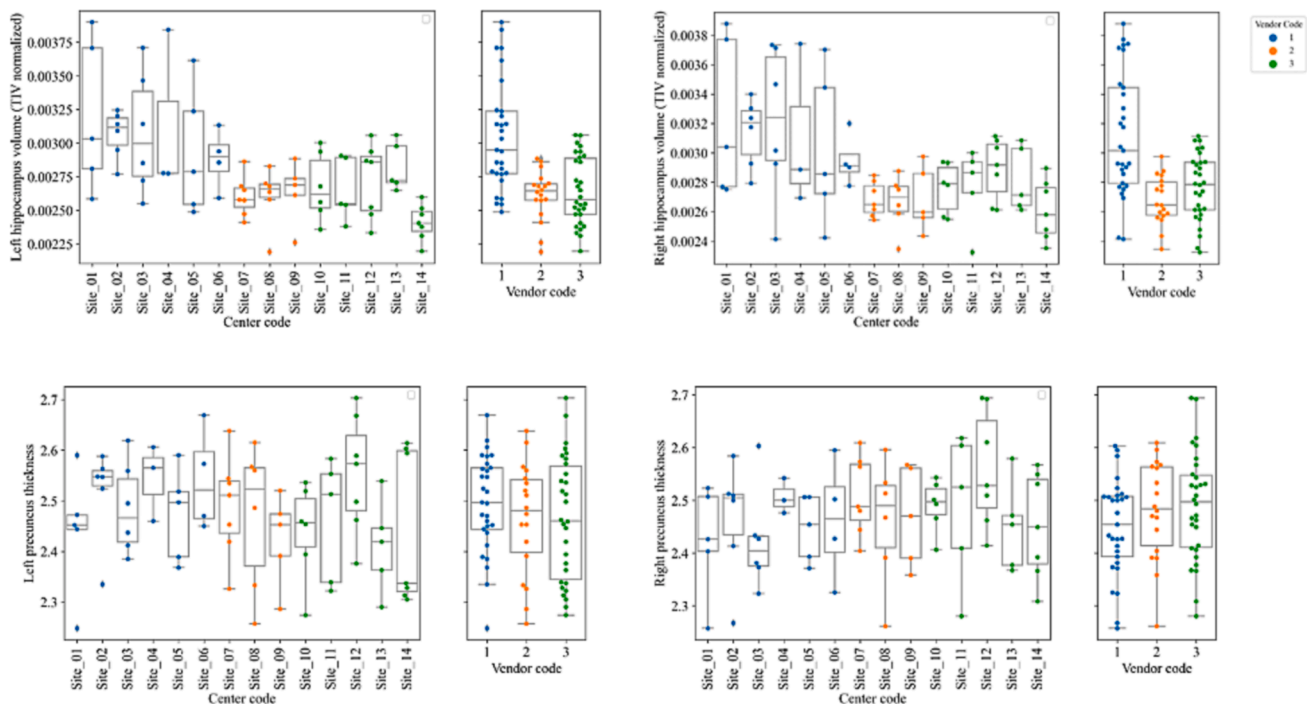 Left hippocampus volume (TIV normalized)
0.00375
0.00350
0.00325
0.00300
0.00275
0.00250
0.00225
Site_01
Site_02
Site_03
Site_04
Site_05
Site_06
Site_07
Site_08
Site_09
Site_10
Site_11
Site_12
Site_13
Site_14
Center code
1
2
3
Vendor code
Right hippocampus volume (TIV normalized)
0.0038
0.0036
0.0034
0.0032
0.0030
0.0028
0.0026
0.0024
Site_01
Site_02
Site_03
Site_04
Site_05
Site_06
Site_07
Site_08
Site_09
Site_10
Site_11
Site_12
Site_13
Site_14
Center code
1
2
3
Vendor code
Vendor Code
1
2
3
Left precuneus thickness
2.7
2.6
2.5
2.4
2.3
Site_01
Site_02
Site_03
Site_04
Site_05
Site_06
Site_07
Site_08
Site_09
Site_10
Site_11
Site_12
Site_13
Site_14
Center code
1
2
3
Vendor code
Right precuneus thickness
2.7
2.6
2.5
2.4
2.3
Site_01
Site_02
Site_03
Site_04
Site_05
Site_06
Site_07
Site_08
Site_09
Site_10
Site_11
Site_12
Site_13
Site_14
Center code
1
2
3
Vendor code